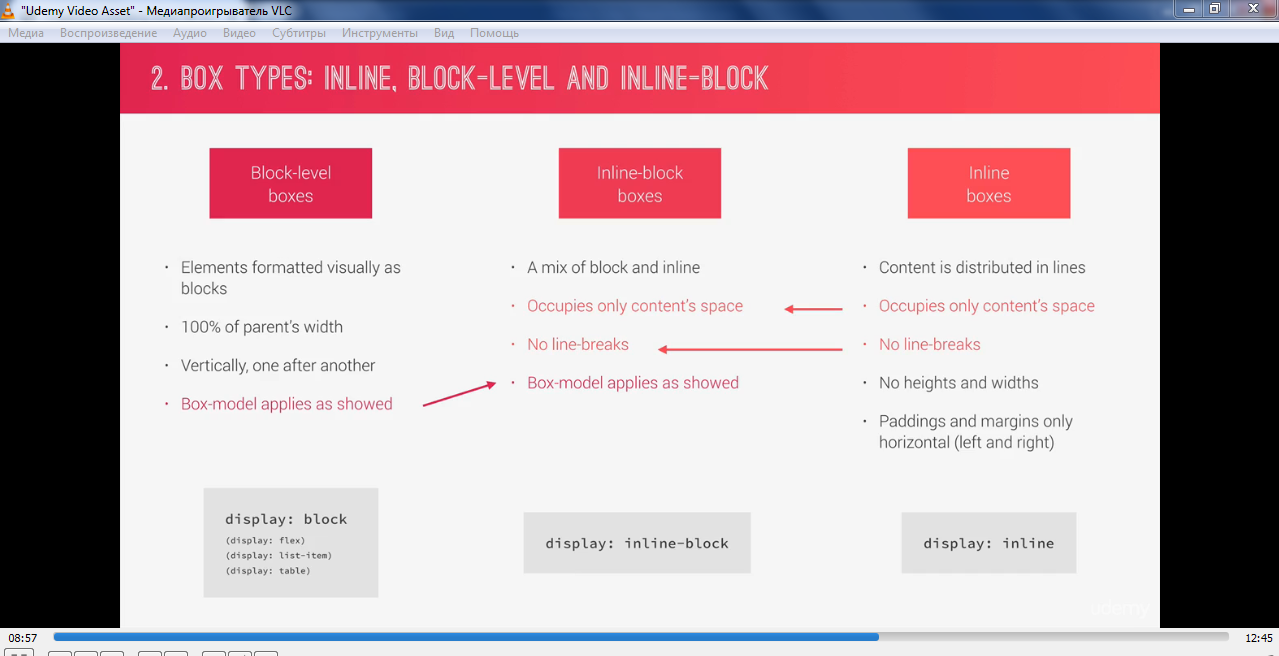 "Udemy Video Asset" - Медиапроигрыватель VLC
Медиа Воспроизведение Аудио Видео Субтитры Инструменты Вид Помощь
2. BOX TYPES: INLINE, BLOCK-LEVEL AND INLINE-BLOCK
Block-level
boxes
· Elements formatted visually as
blocks
· 100% of parent's width
· Vertically, one after another
· Box-model applies as showed
display: block
(display: flex)
(display: list-item)
(display: table)
Inline-block
boxes
· A mix of block and inline
· Occupies only content's space
· No line-breaks
· Box-model applies as showed
display: inline-block
Inline
boxes
· Content is distributed in lines
· Occupies only content's space
· No line-breaks
· No heights and widths
· Paddings and margins only
horizontal (left and right)
display: inline
udemy
08:57
12:45